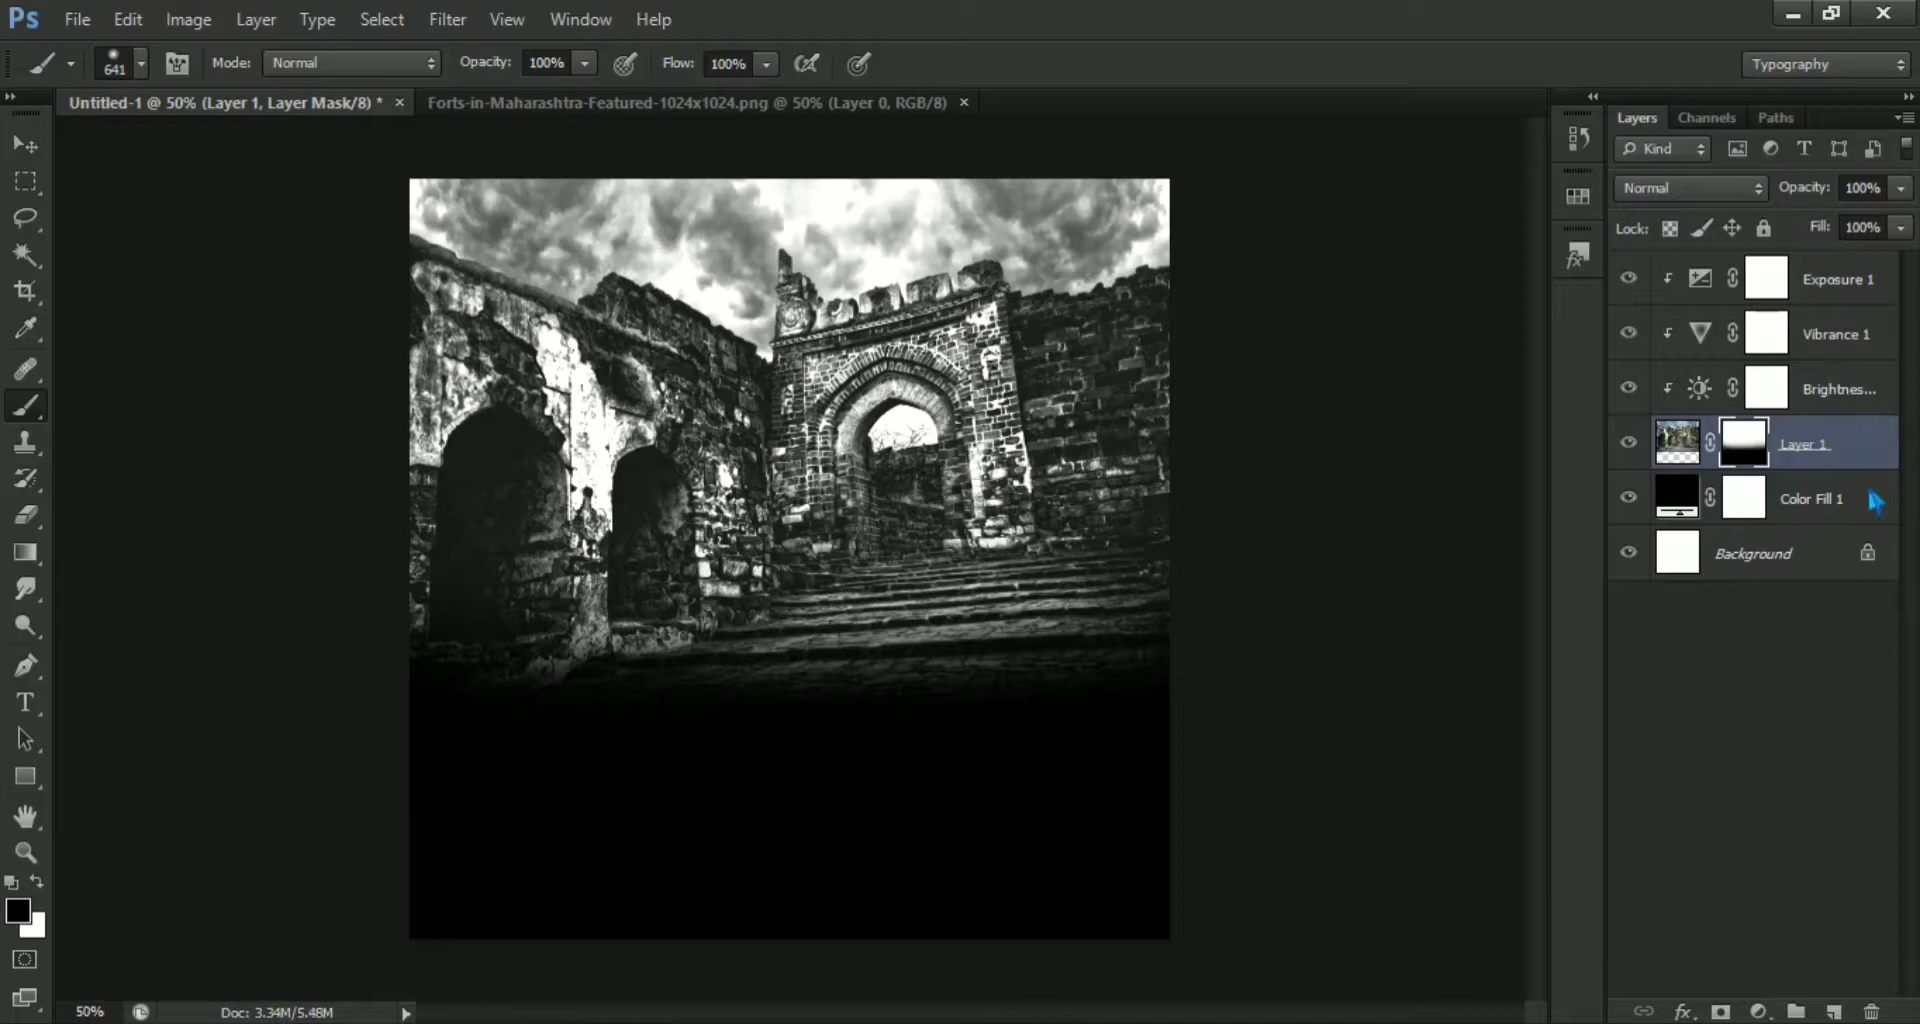 Ps File Edit Image Layer Type Select Filter View Window Help
641 Mode: Normal Opacity: 100% Flow: 100% Typography
Untitled-1 @ 50% (Layer 1, Layer Mask/8) * × Forts-in-Maharashtra-Featured-1024x1024.png @ 50% (Layer 0, RGB/8) ×
Layers Channels Paths
Kind
Normal Opacity: 100%
Lock: Fill: 100%
Exposure 1
Vibrance 1
Brightnes...
Layer 1
Color Fill 1
Background
50% Doc: 3.34M/5.48M